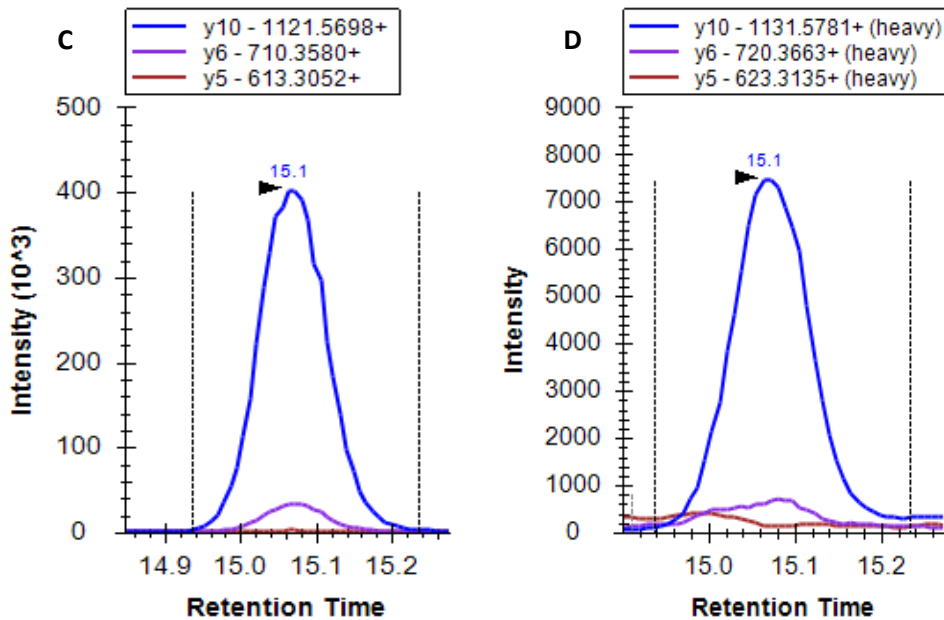 C
y10 - 1121.5698+
y6 - 710.3580+
y5 - 613.3052+
500
400
300
200
100
0
Intensity (10^3)
15.1
14.9 15.0 15.1 15.2
Retention Time
D
y10 - 1131.5781+ (heavy)
y6 - 720.3663+ (heavy)
y5 - 623.3135+ (heavy)
9000
8000
7000
6000
5000
4000
3000
2000
1000
0
Intensity
15.1
15.0 15.1 15.2
Retention Time